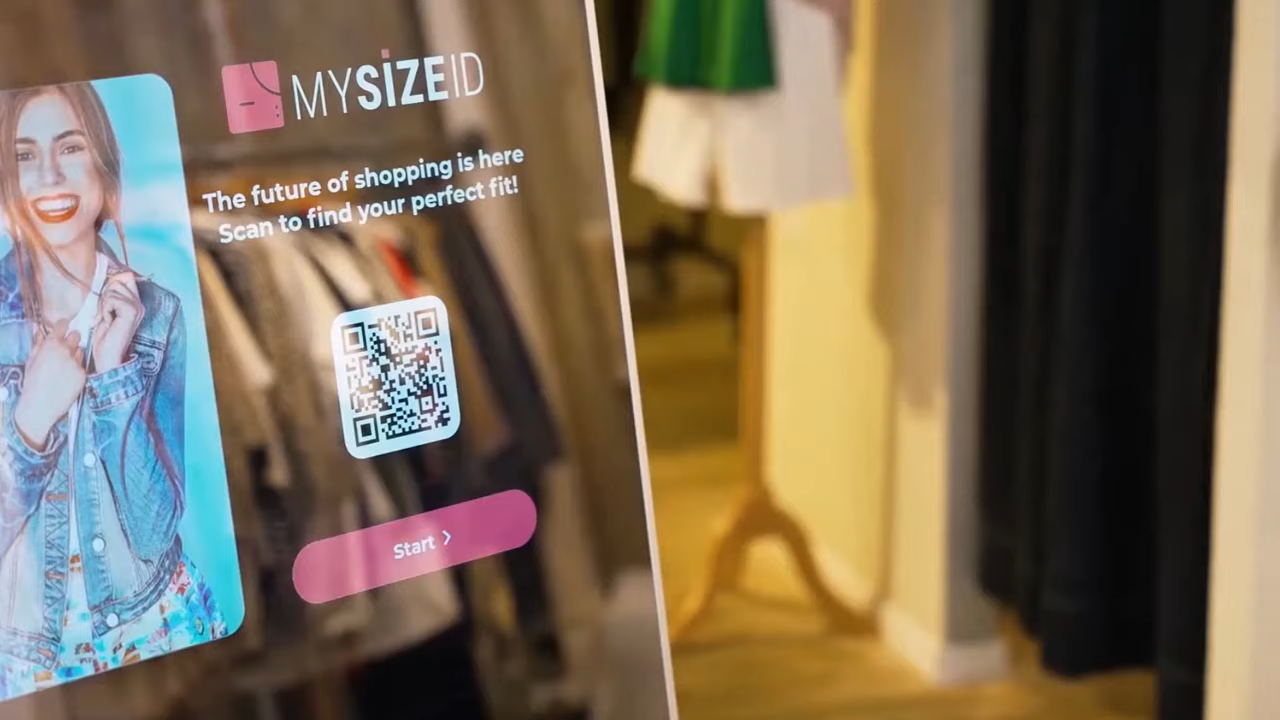 MYSIZEID
The future of shopping is here
Scan to find your perfect fit!
Start >